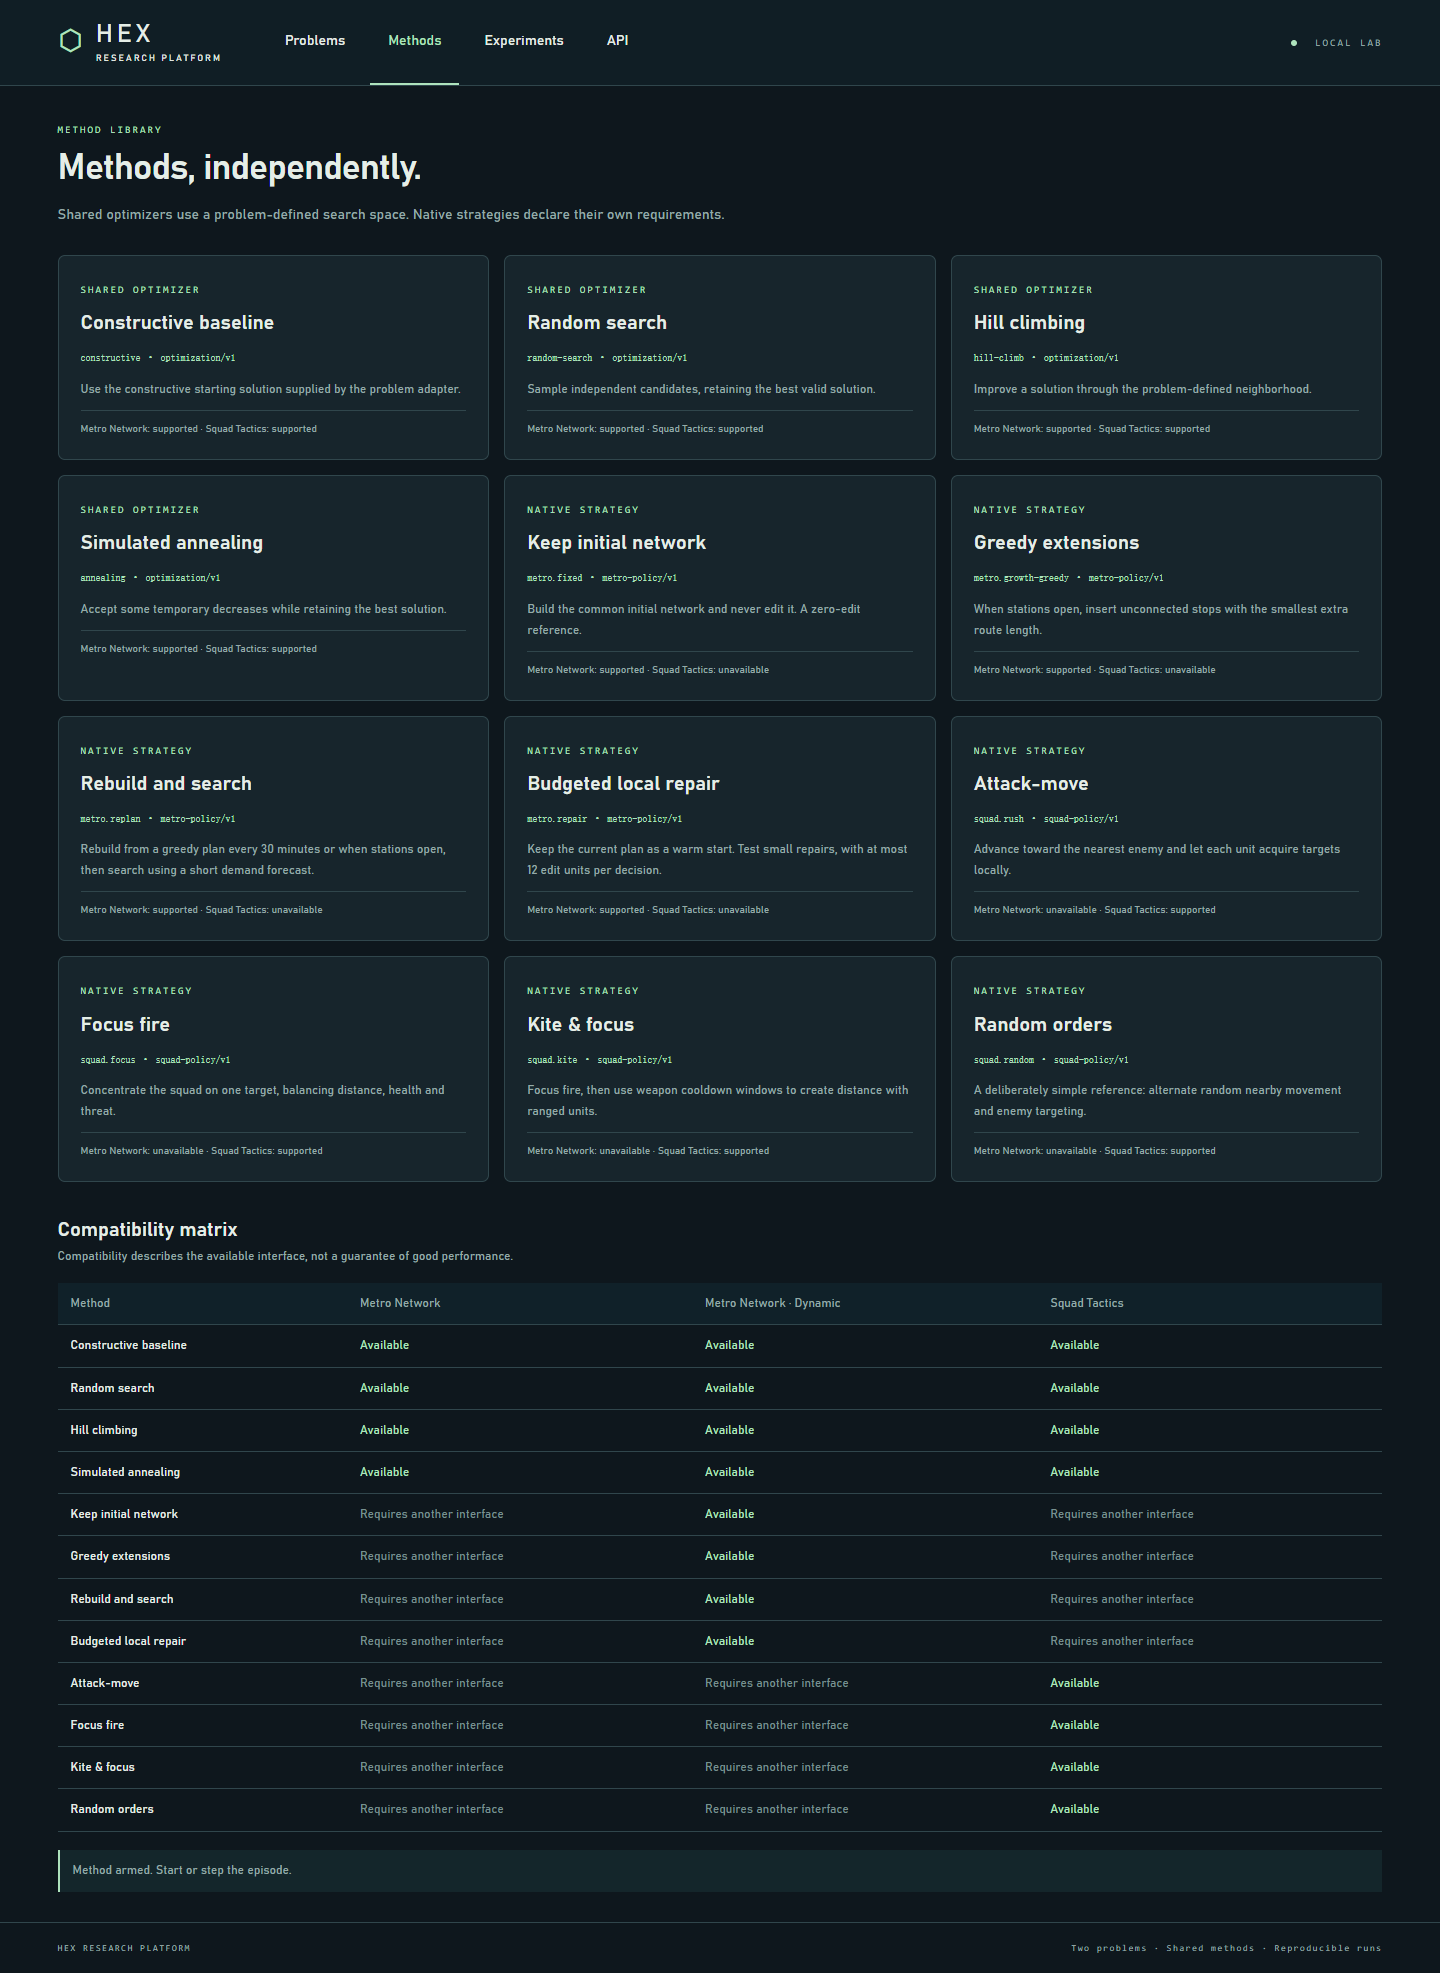 HEX
RESEARCH PLATFORM
Problems
Methods
Experiments
API
LOCAL LAB
METHOD LIBRARY
Methods, independently.
Shared optimizers use a problem-defined search space. Native strategies declare their own requirements.
SHARED OPTIMIZER
Constructive baseline
constructive • optimization/v1
Use the constructive starting solution supplied by the problem adapter.
Metro Network: supported · Squad Tactics: supported
SHARED OPTIMIZER
Random search
random-search • optimization/v1
Sample independent candidates, retaining the best valid solution.
Metro Network: supported · Squad Tactics: supported
SHARED OPTIMIZER
Hill climbing
hill-climb • optimization/v1
Improve a solution through the problem-defined neighborhood.
Metro Network: supported · Squad Tactics: supported
SHARED OPTIMIZER
Simulated annealing
annealing • optimization/v1
Accept some temporary decreases while retaining the best solution.
Metro Network: supported · Squad Tactics: supported
NATIVE STRATEGY
Keep initial network
metro.fixed • metro-policy/v1
Build the common initial network and never edit it. A zero-edit
reference.
Metro Network: supported · Squad Tactics: unavailable
NATIVE STRATEGY
Greedy extensions
metro.growth-greedy • metro-policy/v1
When stations open, insert unconnected stops with the smallest extra
route length.
Metro Network: supported · Squad Tactics: unavailable
NATIVE STRATEGY
Rebuild and search
metro.replan • metro-policy/v1
Rebuild from a greedy plan every 30 minutes or when stations open,
then search using a short demand forecast.
Metro Network: supported · Squad Tactics: unavailable
NATIVE STRATEGY
Budgeted local repair
metro.repair • metro-policy/v1
Keep the current plan as a warm start. Test small repairs, with at most
12 edit units per decision.
Metro Network: supported · Squad Tactics: unavailable
NATIVE STRATEGY
Attack-move
squad.rush • squad-policy/v1
Advance toward the nearest enemy and let each unit acquire targets
locally.
Metro Network: unavailable · Squad Tactics: supported
NATIVE STRATEGY
Focus fire
squad.focus • squad-policy/v1
Concentrate the squad on one target, balancing distance, health and
threat.
Metro Network: unavailable · Squad Tactics: supported
NATIVE STRATEGY
Kite & focus
squad.kite • squad-policy/v1
Focus fire, then use weapon cooldown windows to create distance with
ranged units.
Metro Network: unavailable · Squad Tactics: supported
NATIVE STRATEGY
Random orders
squad.random • squad-policy/v1
A deliberately simple reference: alternate random nearby movement
and enemy targeting.
Metro Network: unavailable · Squad Tactics: supported
Compatibility matrix
Compatibility describes the available interface, not a guarantee of good performance.
Method Metro Network Metro Network · Dynamic Squad Tactics
Constructive baseline Available Available Available
Random search Available Available Available
Hill climbing Available Available Available
Simulated annealing Available Available Available
Keep initial network Requires another interface Available Requires another interface
Greedy extensions Requires another interface Available Requires another interface
Rebuild and search Requires another interface Available Requires another interface
Budgeted local repair Requires another interface Available Requires another interface
Attack-move Requires another interface Requires another interface Available
Focus fire Requires another interface Requires another interface Available
Kite & focus Requires another interface Requires another interface Available
Random orders Requires another interface Requires another interface Available
Method armed. Start or step the episode.
HEX RESEARCH PLATFORM
Two problems · Shared methods · Reproducible runs